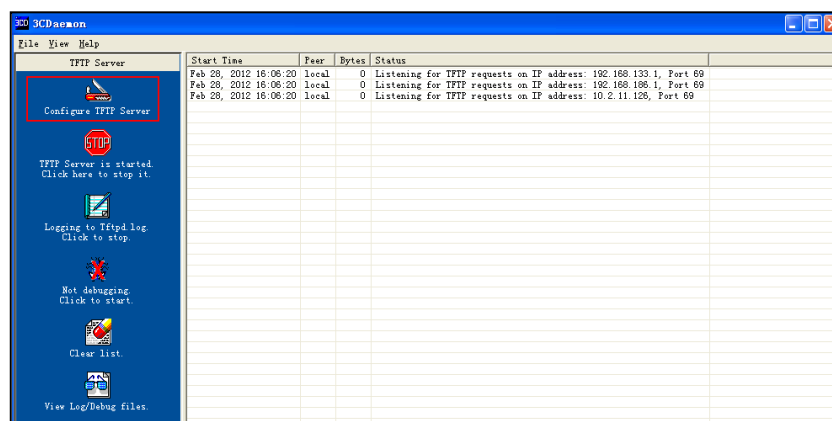 3CD 3CDaemon
File View Help
TFTP Server
Configure TFTP Server
STOP
TFTP Server is started.
Click here to stop it.
Logging to Tftpd.log.
Click to stop.
Not debugging.
Click to start.
Clear list.
View Log/Debug files.
Start Time Peer Bytes Status
Feb 28, 2012 16:06:20 local 0 Listening for TFTP requests on IP address: 192.168.133.1, Port 69
Feb 28, 2012 16:06:20 local 0 Listening for TFTP requests on IP address: 192.168.186.1, Port 69
Feb 28, 2012 16:06:20 local 0 Listening for TFTP requests on IP address: 10.2.11.126, Port 69